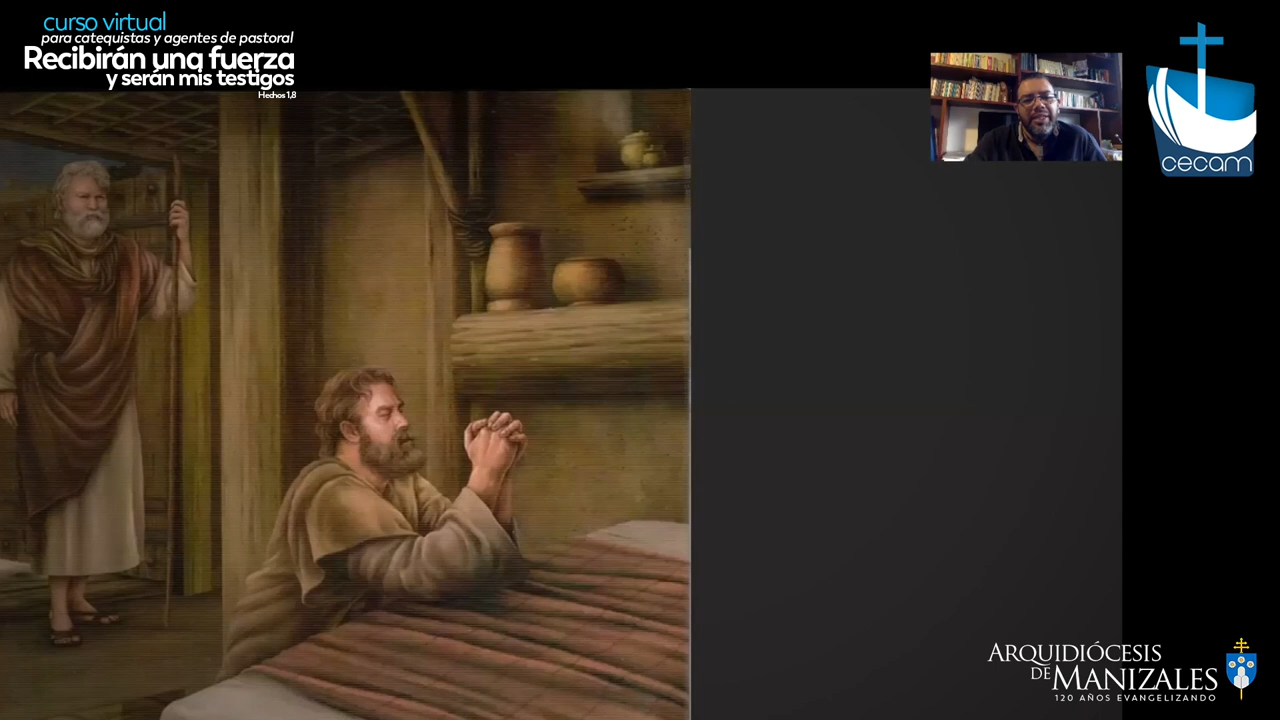 curso virtual
para catequistas y agentes de pastoral
Recibirán una fuerza
y serán mis testigos
Hechos 1,8
cecam
ARQUIDIÓCESIS
DE MANIZALES
120 AÑOS EVANGELIZANDO